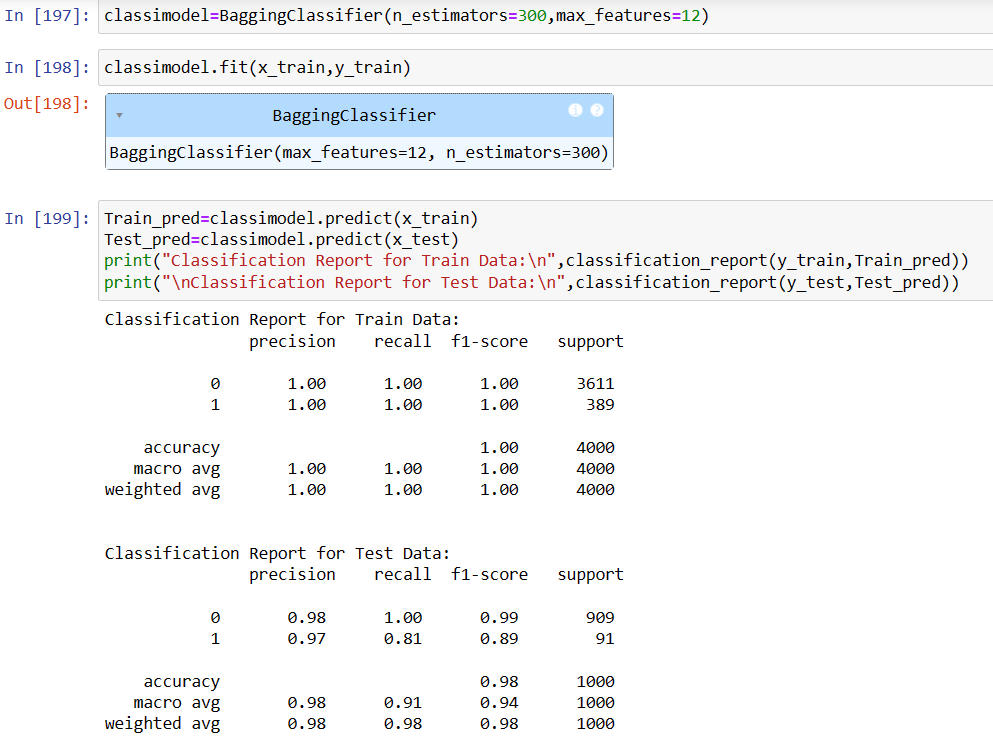 In [197]: classimodel=BaggingClassifier(n_estimators=300,max_features=12)
In [198]: classimodel.fit(x_train,y_train)
Out[198]:
▾ BaggingClassifier i ?
BaggingClassifier(max_features=12, n_estimators=300)
In [199]: Train_pred=classimodel.predict(x_train)
Test_pred=classimodel.predict(x_test)
print("Classification Report for Train Data:\n",classification_report(y_train,Train_pred))
print("\nClassification Report for Test Data:\n",classification_report(y_test,Test_pred))
Classification Report for Train Data:
precision recall f1-score support
0 1.00 1.00 1.00 3611
1 1.00 1.00 1.00 389
accuracy 1.00 4000
macro avg 1.00 1.00 1.00 4000
weighted avg 1.00 1.00 1.00 4000
Classification Report for Test Data:
precision recall f1-score support
0 0.98 1.00 0.99 909
1 0.97 0.81 0.89 91
accuracy 0.98 1000
macro avg 0.98 0.91 0.94 1000
weighted avg 0.98 0.98 0.98 1000